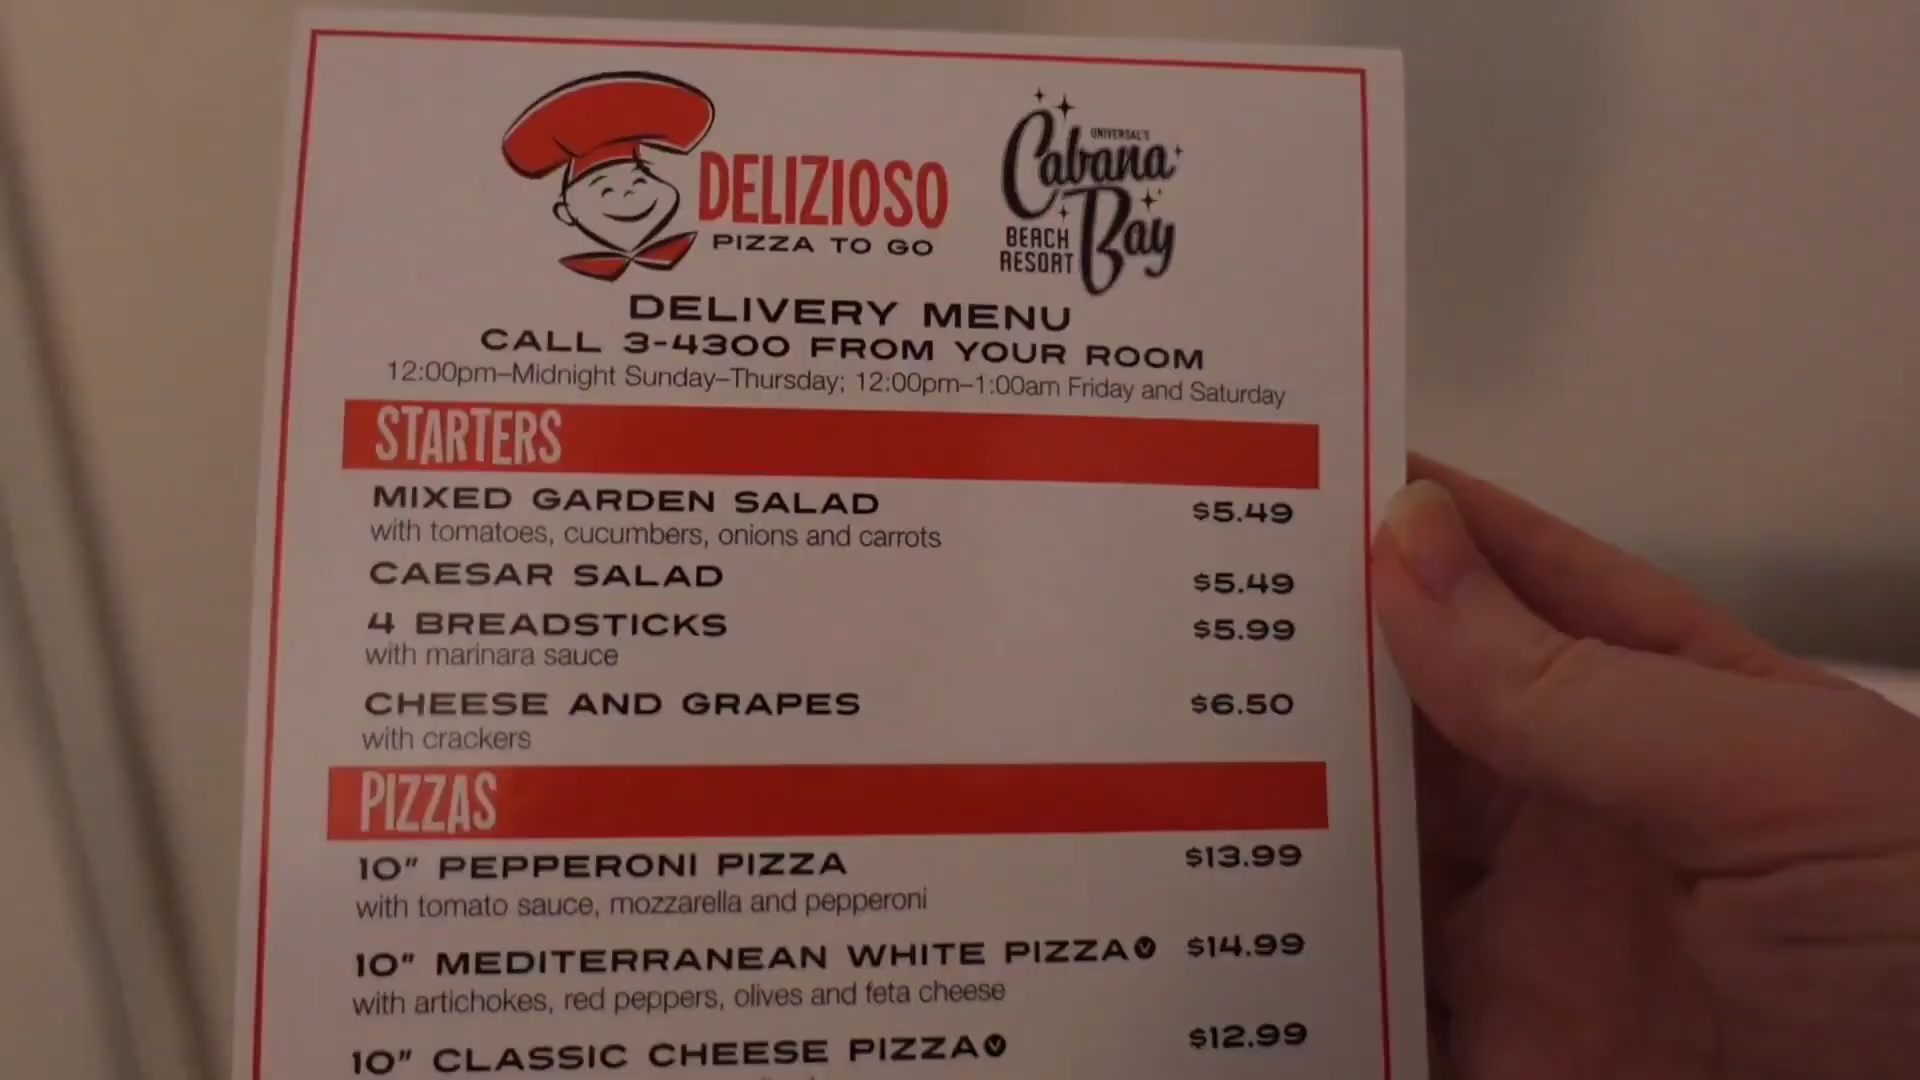 DELIZIOSO
PIZZA TO GO
UNIVERSAL'S
Cabana
Bay
BEACH
RESORT
DELIVERY MENU
CALL 3-4300 FROM YOUR ROOM
12:00pm–Midnight Sunday–Thursday; 12:00pm–1:00am Friday and Saturday
STARTERS
MIXED GARDEN SALAD $5.49
with tomatoes, cucumbers, onions and carrots
CAESAR SALAD $5.49
4 BREADSTICKS $5.99
with marinara sauce
CHEESE AND GRAPES $6.50
with crackers
PIZZAS
10" PEPPERONI PIZZA $13.99
with tomato sauce, mozzarella and pepperoni
10" MEDITERRANEAN WHITE PIZZA V $14.99
with artichokes, red peppers, olives and feta cheese
10" CLASSIC CHEESE PIZZA V $12.99